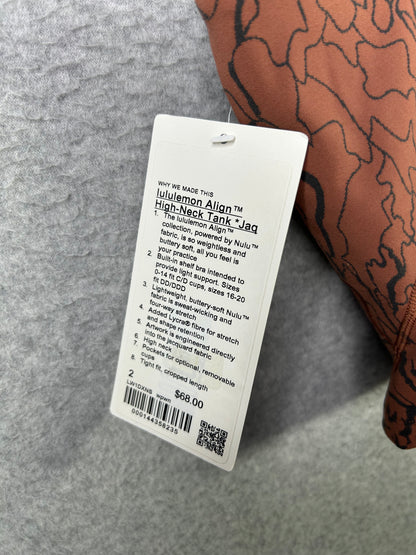 WHY WE MADE THIS
lululemon Align™
High-Neck Tank *Jaq
1. The lululemon Align™
collection, powered by Nulu™
fabric, is so weightless and
buttery soft, all you feel is
your practice
2. Built-in shelf bra intended to
provide light support. Sizes
0-14 fit C/D cups, sizes 16-20
fit DD/DDD
3. Lightweight, buttery-soft Nulu™
fabric is sweat-wicking and
four-way stretch
4. Added Lycra® fibre for stretch
and shape retention
5. Artwork is engineered directly
into the jacquard fabric
6. High neck
7. Pockets for optional, removable
cups
8. Tight fit, cropped length
2 $68.00
LW1DXNS wpwn
000144358235